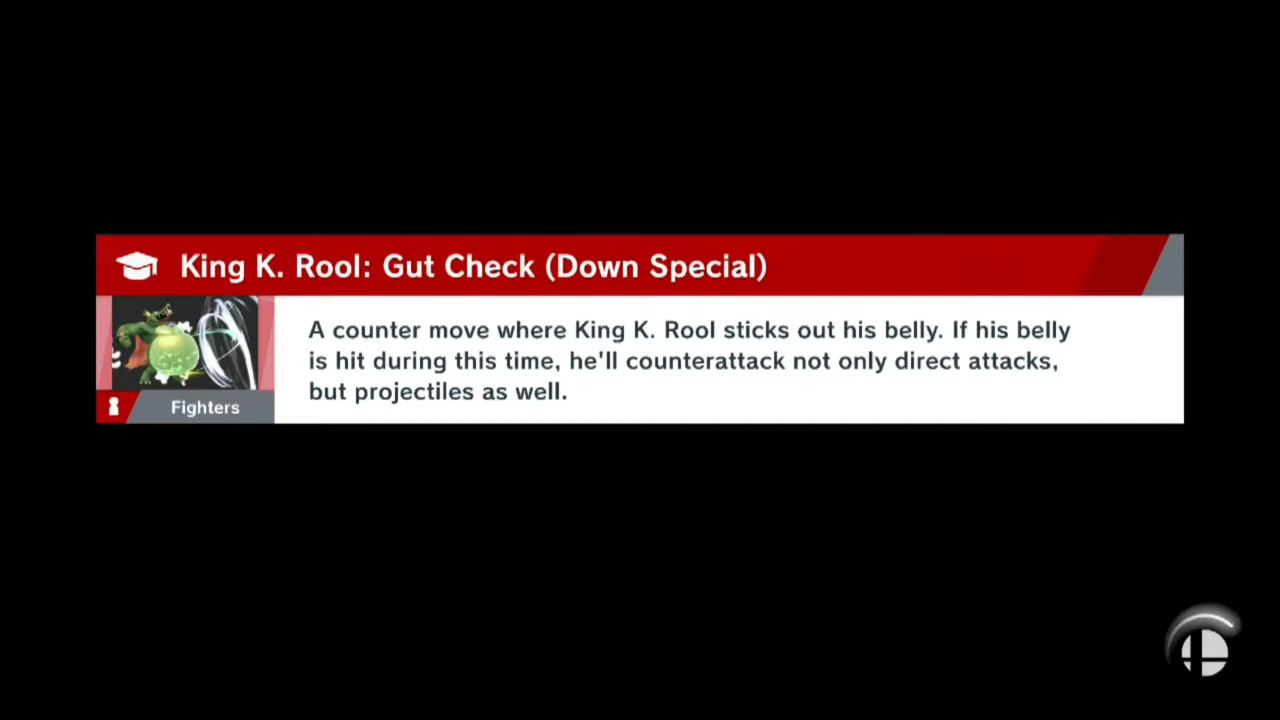 King K. Rool: Gut Check (Down Special)
A counter move where King K. Rool sticks out his belly. If his belly
is hit during this time, he'll counterattack not only direct attacks,
but projectiles as well.
Fighters